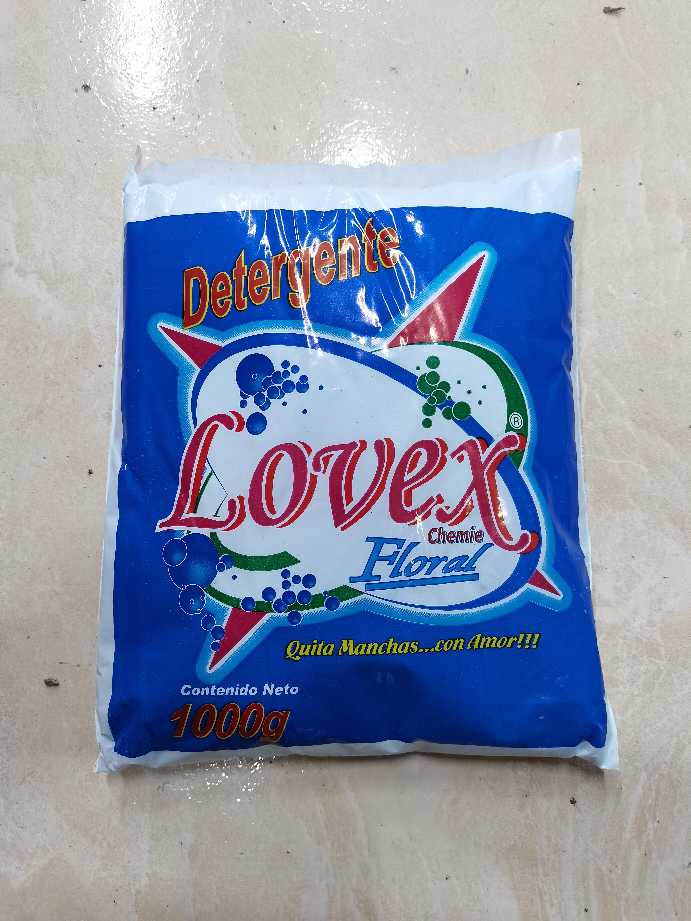 Detergente
Lovex®
Chemie
Floral
Quita Manchas...con Amor!!!
Contenido Neto
1000g